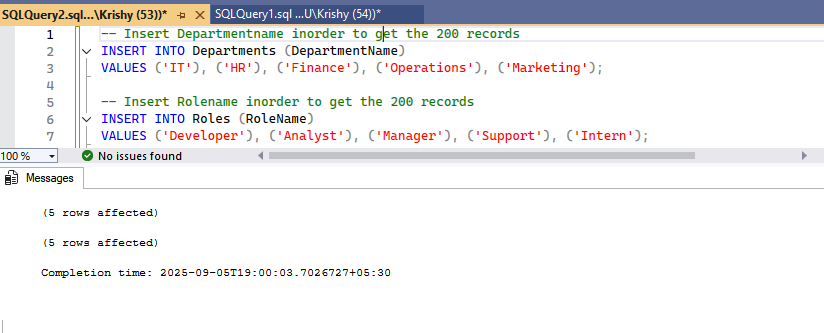 SQLQuery2.sql...\Krishy (53))* SQLQuery1.sql ...U\Krishy (54))*
1 -- Insert Departmentname inorder to get the 200 records
2 INSERT INTO Departments (DepartmentName)
3 VALUES ('IT'), ('HR'), ('Finance'), ('Operations'), ('Marketing');
4
5 -- Insert Rolename inorder to get the 200 records
6 INSERT INTO Roles (RoleName)
7 VALUES ('Developer'), ('Analyst'), ('Manager'), ('Support'), ('Intern');
100 % No issues found
Messages
(5 rows affected)
(5 rows affected)
Completion time: 2025-09-05T19:00:03.7026727+05:30